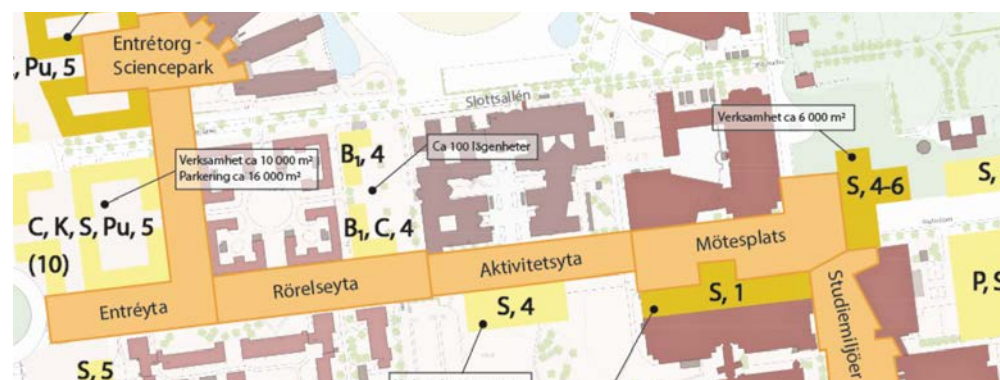 Entrétorg -
Sciencepark
Pu, 5
Slottsallén
Verksamhet ca 10 000 m²
Parkering ca 16 000 m²
B₁, 4
Ca 100 lägenheter
Verksamhet ca 6 000 m²
S, 4-6
S,
C, K, S, Pu, 5
(10)
B₁, C, 4
Aktivitetsyta
Mötesplats
Rörelseyta
Entréyta
S, 4
S, 1
P, S
Studiemiljöer
S, 5